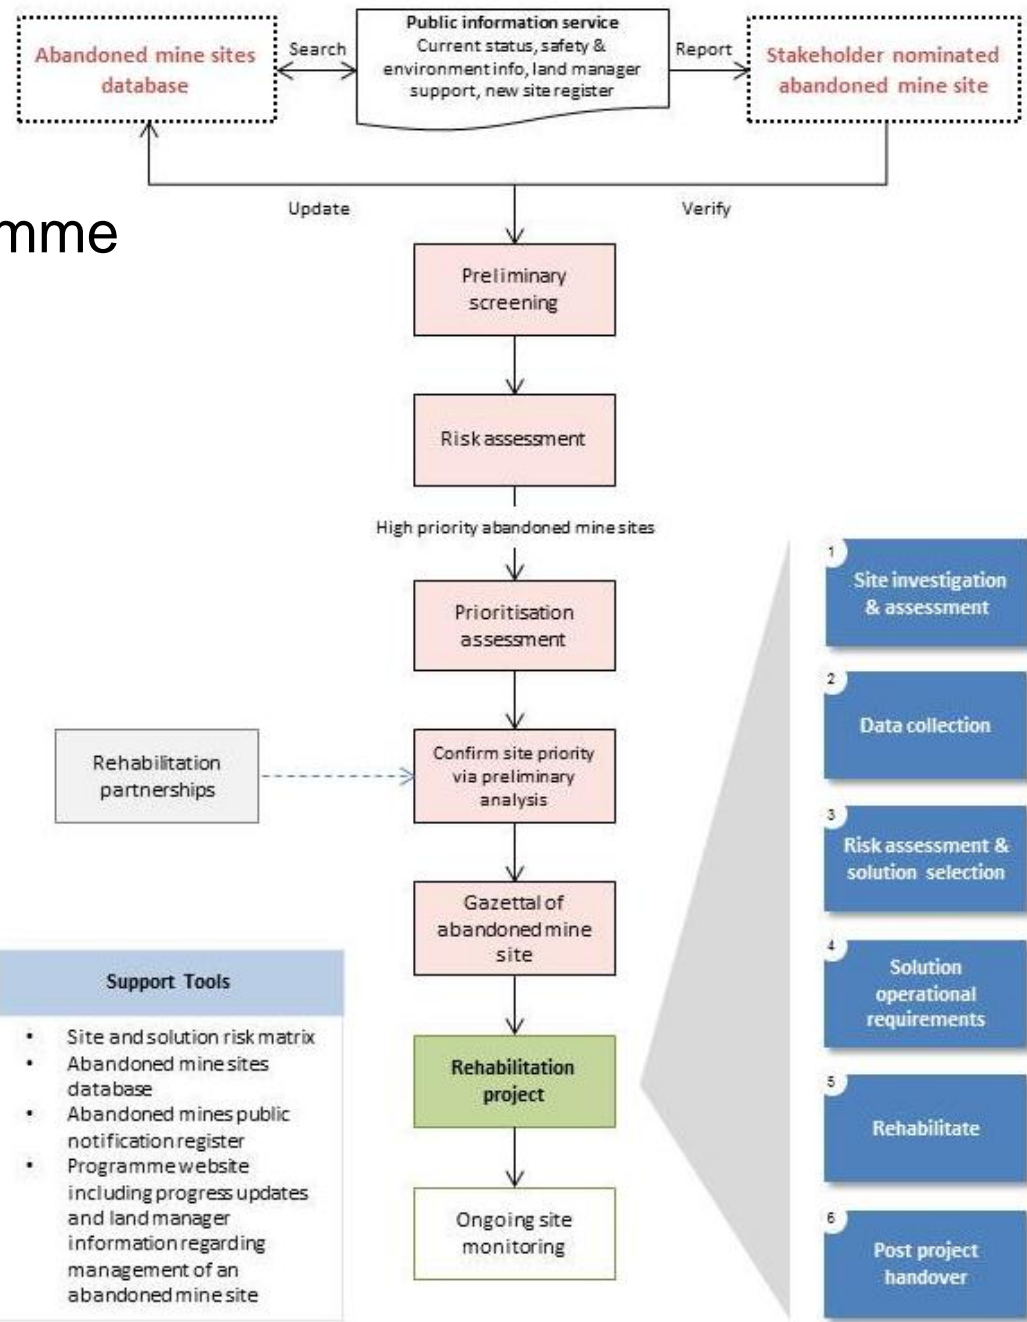 Abandoned mine sites
database
Search
Public information service
Current status, safety &
environment info, land manager
support, new site register
Report
Stakeholder nominated
abandoned mine site
Update
Verify
mme
Preliminary
screening
Risk assessment
High priority abandoned mine sites
Prioritisation
assessment
Rehabilitation
partnerships
Confirm site priority
via preliminary
analysis
Gazettal of
abandoned mine
site
Rehabilitation
project
Ongoing site
monitoring
Support Tools
• Site and solution risk matrix
• Abandoned mine sites
database
• Abandoned mines public
notification register
• Programme website
including progress updates
and land manager
information regarding
management of an
abandoned mine site
1
Site investigation
& assessment
2
Data collection
3
Risk assessment &
solution selection
4
Solution
operational
requirements
5
Rehabilitate
6
Post project
handover